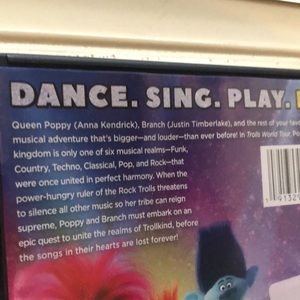 DANCE. SING. PLAY.
Queen Poppy (Anna Kendrick), Branch (Justin Timberlake), and the rest of your
musical adventure that's bigger—and louder—than ever before! In Trolls World Tour,
kingdom is only one of six musical realms—Funk,
Country, Techno, Classical, Pop, and Rock—that
were once united in perfect harmony. When the
power-hungry ruler of the Rock Trolls threatens
to silence all other music so her tribe can reign
supreme, Poppy and Branch must embark on an
epic quest to unite the realms of Trollkind, before
the songs in their hearts are lost forever!